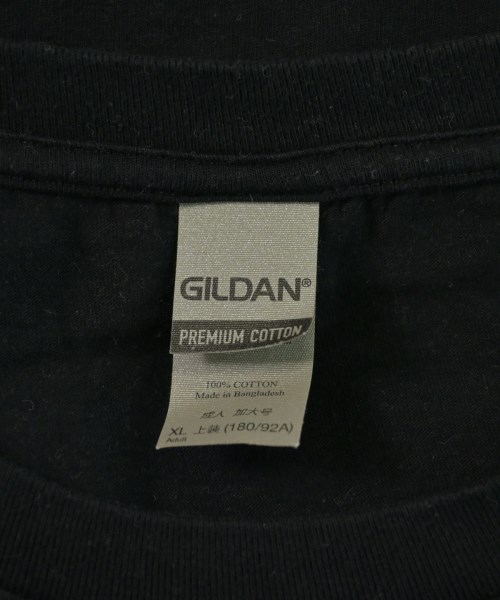 GILDAN®
PREMIUM COTTON
100% COTTON
Made in Bangladesh
成人 加大号
XL 上装 (180/92A)
Adult